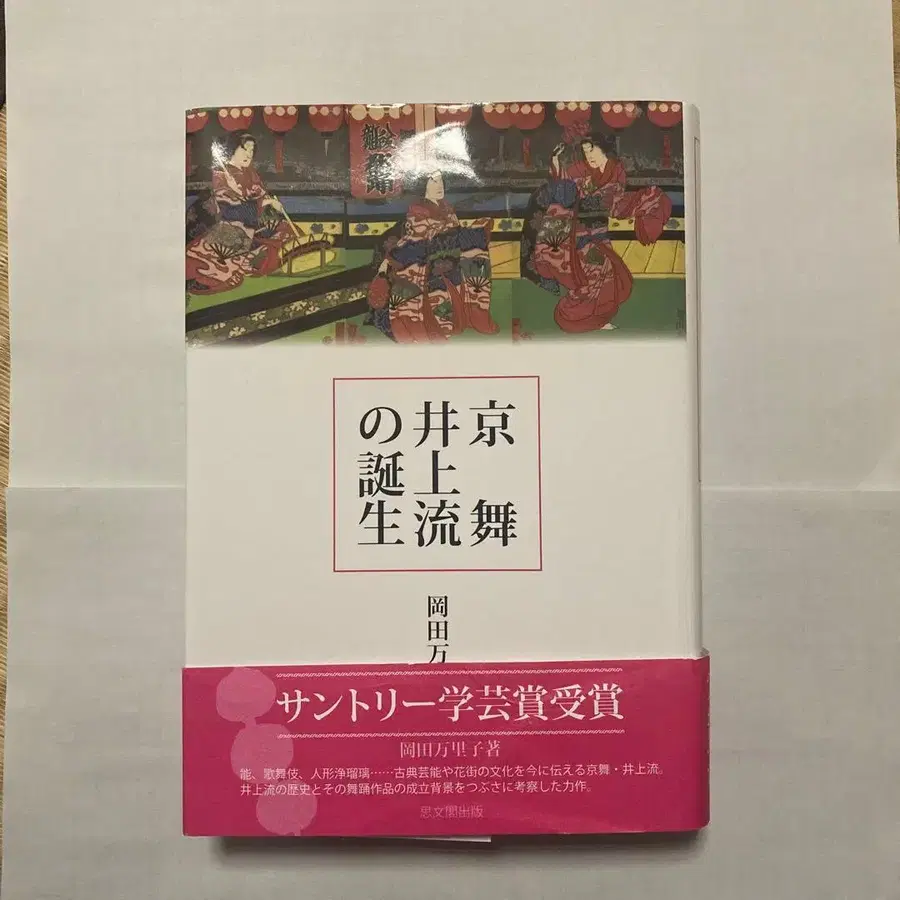 京舞
井上流
の誕生
岡田万
サントリー学芸賞受賞
岡田万里子著
能、歌舞伎、人形浄瑠璃……古典芸能や花街の文化を今に伝える京舞・井上流。
井上流の歴史とその舞踊作品の成立背景をつぶさに考察した力作。
思文閣出版